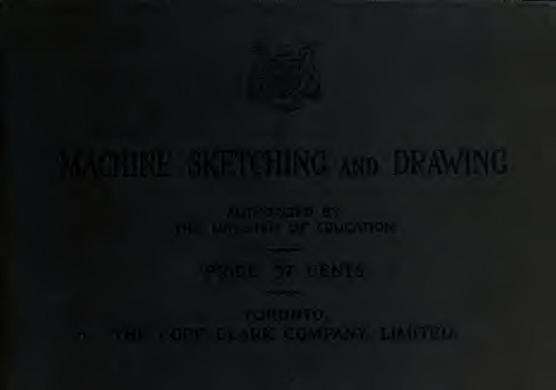 MACHINE SKETCHING AND DRAWING
AUTHORIZED BY
THE MINISTER OF EDUCATION
PRICE 37 CENTS
TORONTO:
THE COPP CLARK COMPANY, LIMITED.